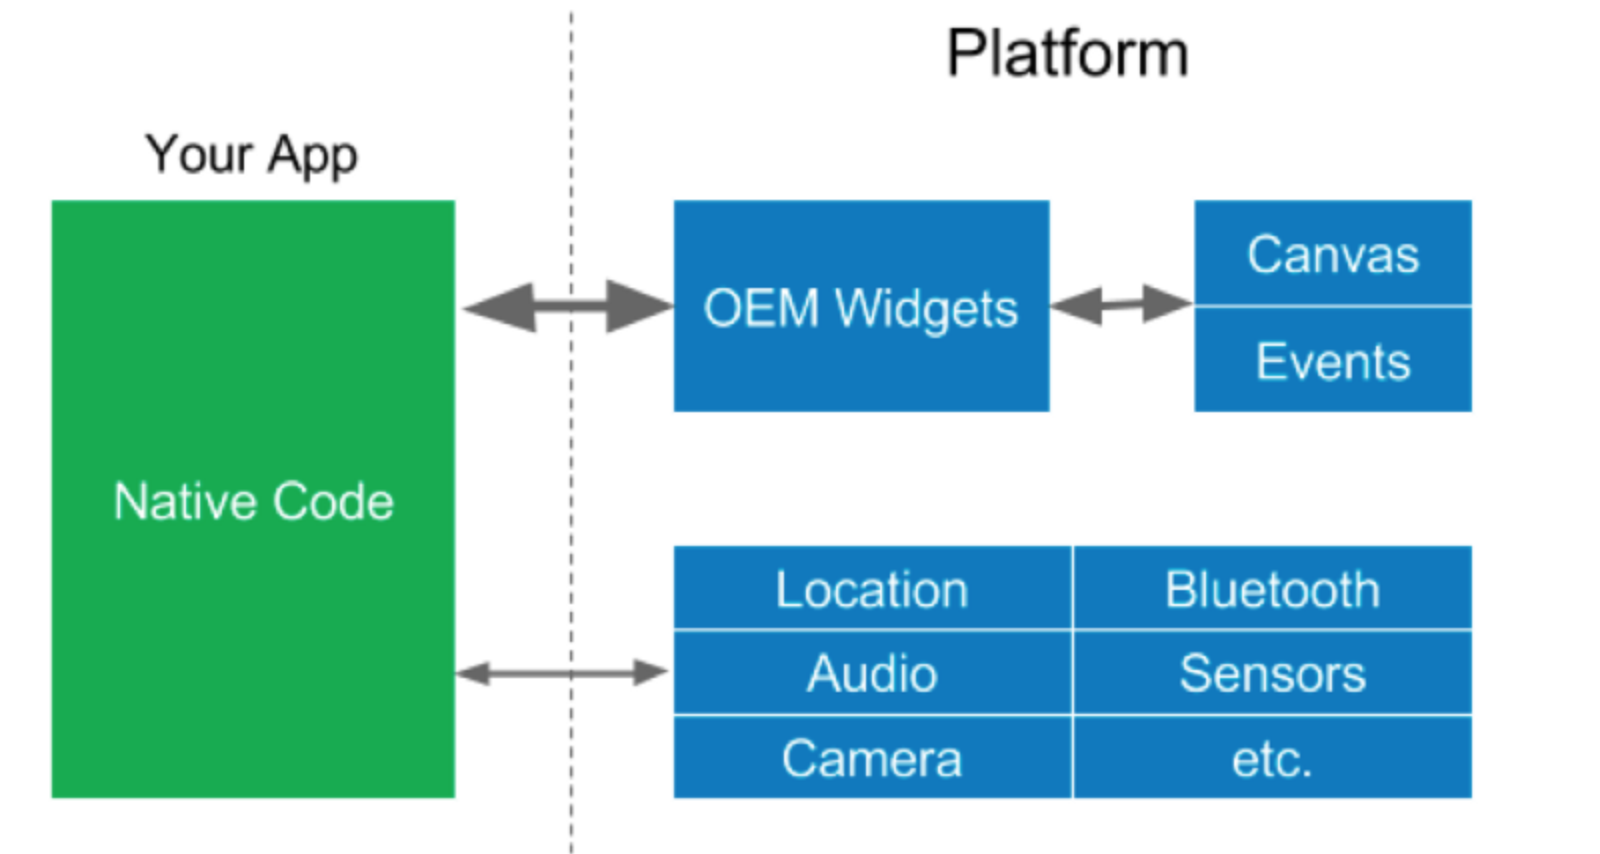 Platform
Your App
Native Code
OEM Widgets
Canvas
Events
Location
Bluetooth
Audio
Sensors
Camera
etc.